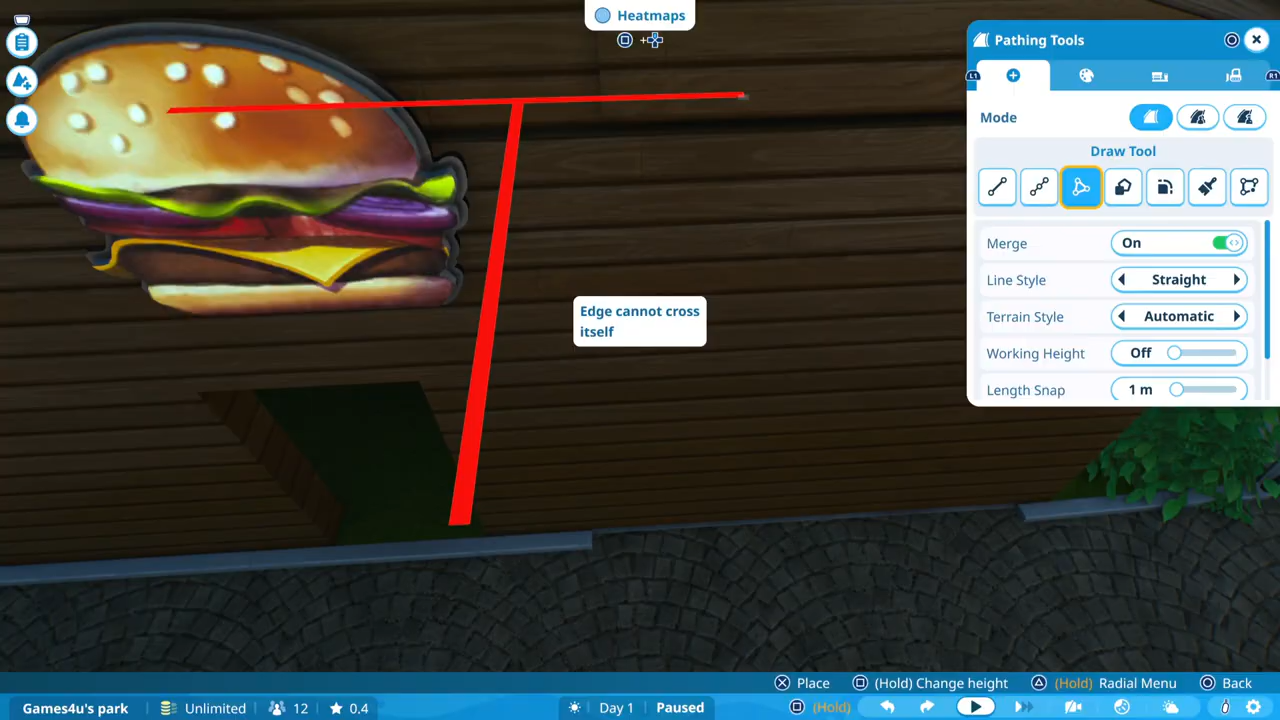 Heatmaps
+
Pathing Tools
L1
R1
Mode
Draw Tool
Merge
On
Line Style
Straight
Terrain Style
Automatic
Working Height
Off
Length Snap
1 m
Edge cannot cross
itself
Place
(Hold) Change height
(Hold) Radial Menu
Back
Games4u's park
Unlimited
12
0.4
Day 1
Paused
(Hold)